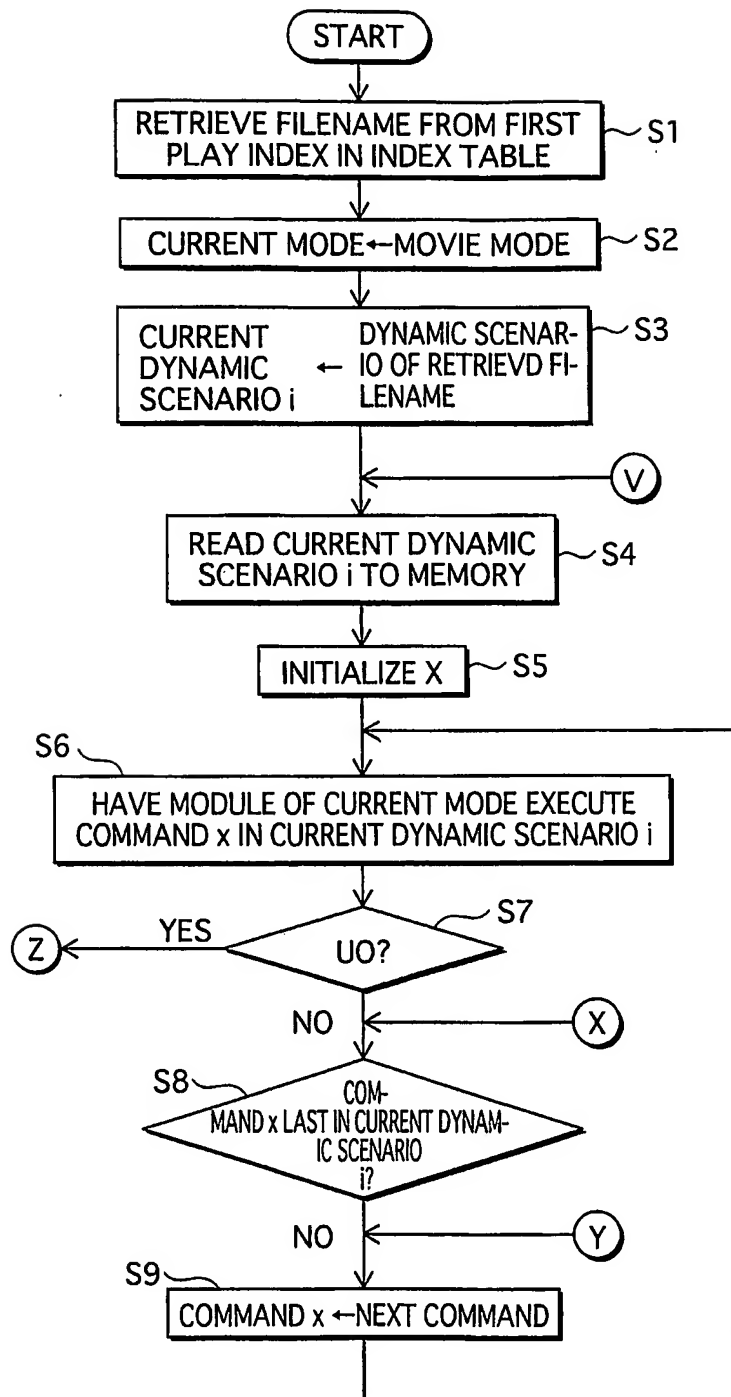 START
RETRIEVE FILENAME FROM FIRST
PLAY INDEX IN INDEX TABLE
S1
CURRENT MODE←MOVIE MODE
S2
CURRENT
DYNAMIC
SCENARIO i
←
DYNAMIC SCENAR-
IO OF RETRIEVD FI-
LENAME
S3
V
READ CURRENT DYNAMIC
SCENARIO i TO MEMORY
S4
INITIALIZE X
S5
S6
HAVE MODULE OF CURRENT MODE EXECUTE
COMMAND x IN CURRENT DYNAMIC SCENARIO i
S7
YES
Z
UO?
NO
X
S8
COM-
MAND x LAST IN CURRENT DYNAM-
IC SCENARIO
i?
NO
Y
S9
COMMAND x ←NEXT COMMAND